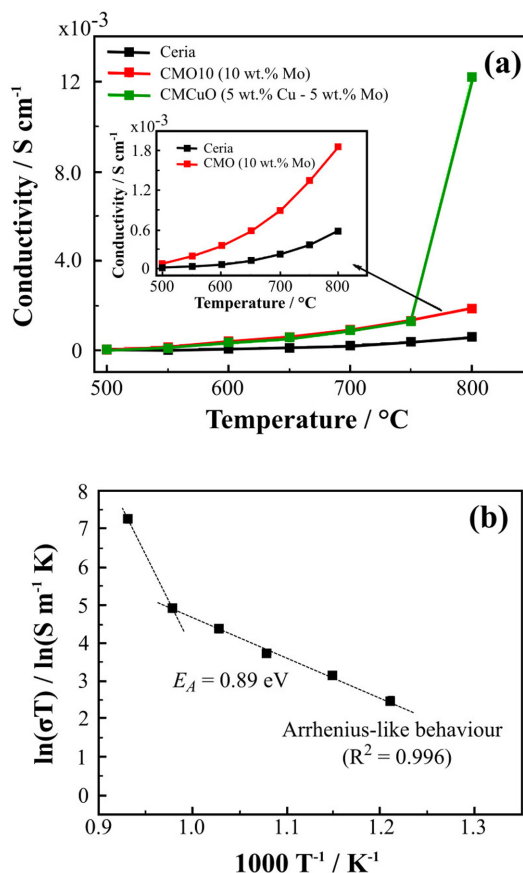 x10⁻³
Ceria
CMO10 (10 wt.% Mo)
CMCuO (5 wt.% Cu - 5 wt.% Mo)
(a)
Conductivity / S cm⁻¹
12
8.0
4.0
0
500
600
700
800
Temperature / °C
x10⁻³
Ceria
CMO (10 wt.% Mo)
Conductivity / S cm⁻¹
1.8
1.2
0.6
0
500
600
700
800
Temperature / °C
(b)
ln(σT) / ln(S m⁻¹ K)
8
7
6
5
4
3
2
1
0
E_A = 0.89 eV
Arrhenius-like behaviour
(R² = 0.996)
0.9
1.0
1.1
1.2
1.3
1000 T⁻¹ / K⁻¹